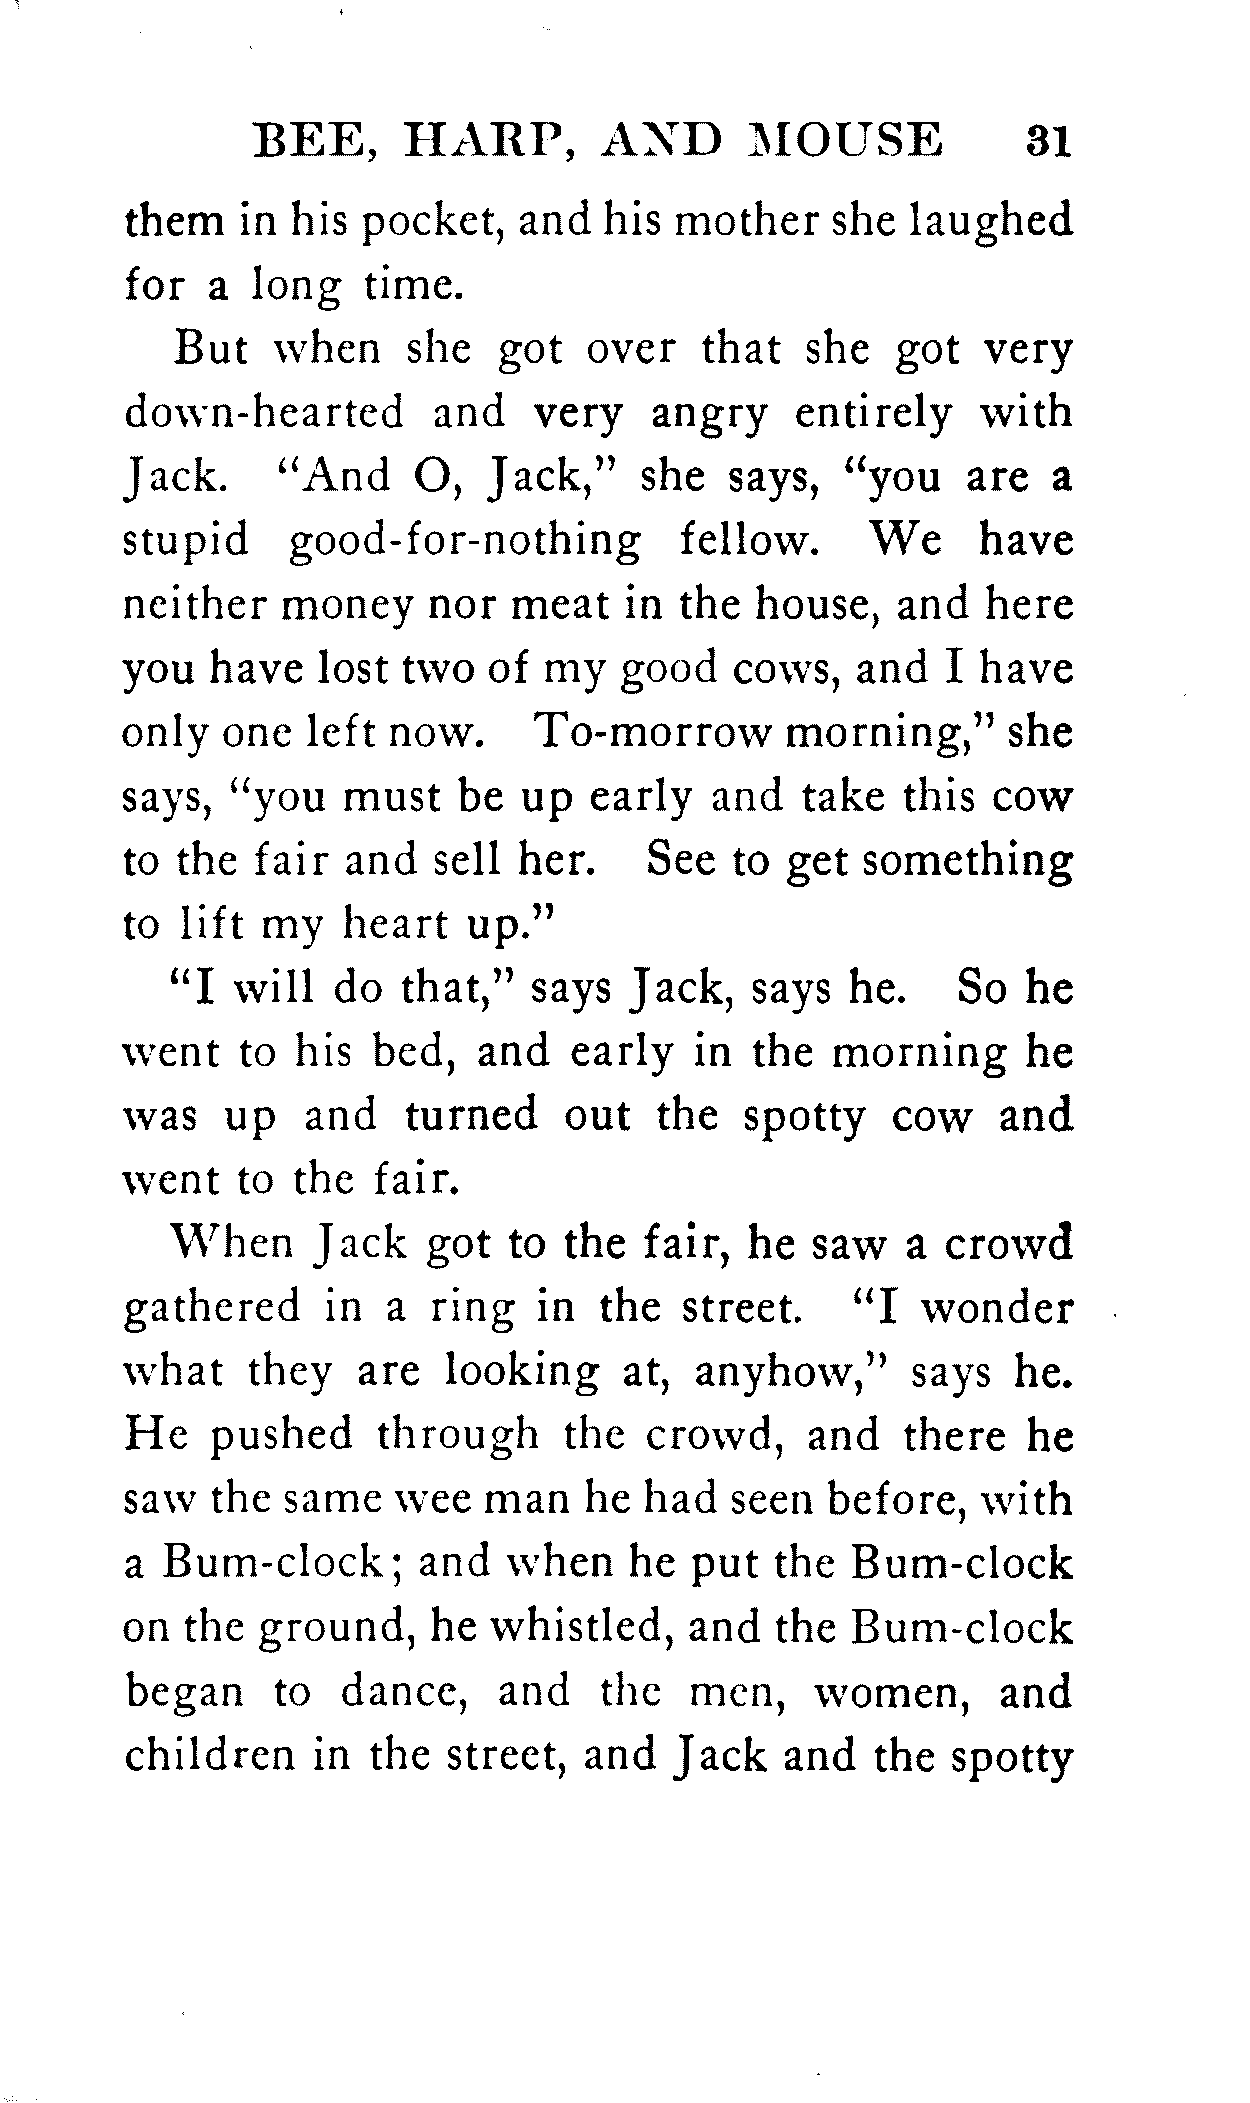 BEE, HARP, AND MOUSE 31
them in his pocket, and his mother she laughed
for a long time.
But when she got over that she got very
down-hearted and very angry entirely with
Jack. "And O, Jack," she says, "you are a
stupid good-for-nothing fellow. We have
neither money nor meat in the house, and here
you have lost two of my good cows, and I have
only one left now. To-morrow morning," she
says, "you must be up early and take this cow
to the fair and sell her. See to get something
to lift my heart up."
"I will do that," says Jack, says he. So he
went to his bed, and early in the morning he
was up and turned out the spotty cow and
went to the fair.
When Jack got to the fair, he saw a crowd
gathered in a ring in the street. "I wonder
what they are looking at, anyhow," says he.
He pushed through the crowd, and there he
saw the same wee man he had seen before, with
a Bum-clock; and when he put the Bum-clock
on the ground, he whistled, and the Bum-clock
began to dance, and the men, women, and
children in the street, and Jack and the spotty